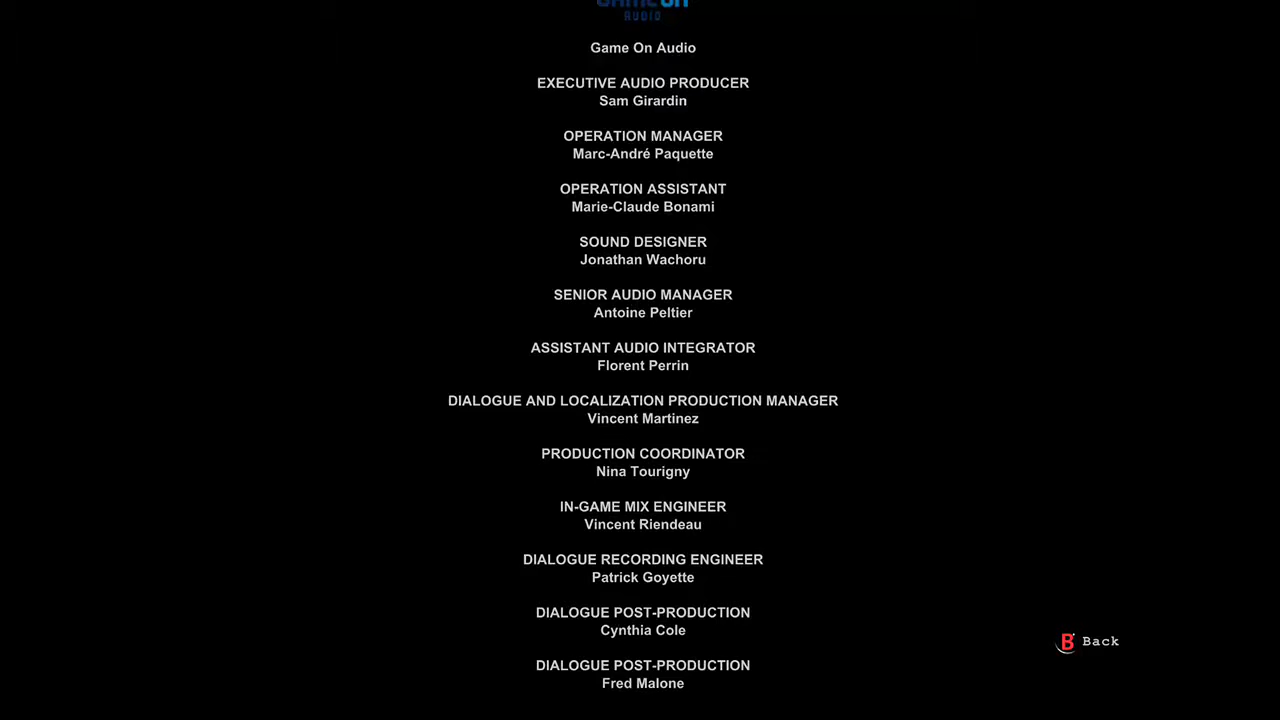 GAME ON
AUDIO
Game On Audio
EXECUTIVE AUDIO PRODUCER
Sam Girardin
OPERATION MANAGER
Marc-André Paquette
OPERATION ASSISTANT
Marie-Claude Bonami
SOUND DESIGNER
Jonathan Wachoru
SENIOR AUDIO MANAGER
Antoine Peltier
ASSISTANT AUDIO INTEGRATOR
Florent Perrin
DIALOGUE AND LOCALIZATION PRODUCTION MANAGER
Vincent Martinez
PRODUCTION COORDINATOR
Nina Tourigny
IN-GAME MIX ENGINEER
Vincent Riendeau
DIALOGUE RECORDING ENGINEER
Patrick Goyette
DIALOGUE POST-PRODUCTION
Cynthia Cole
B Back
DIALOGUE POST-PRODUCTION
Fred Malone